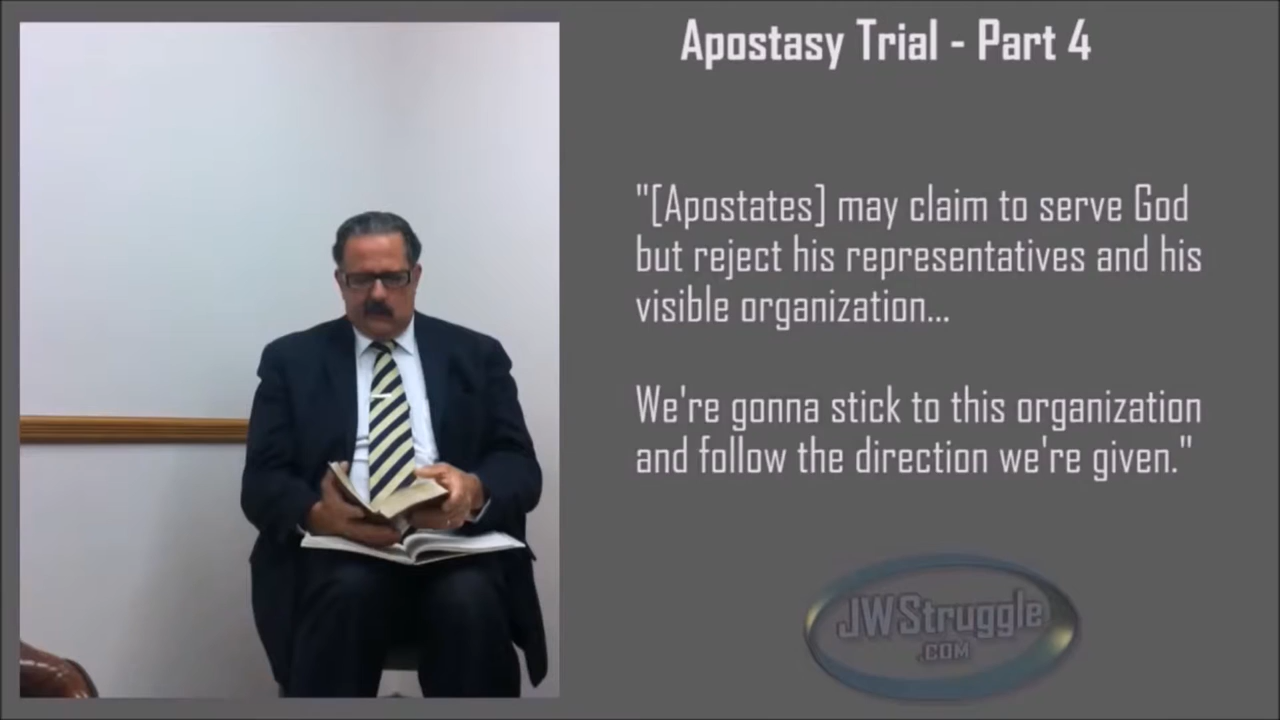 Apostasy Trial - Part 4
"[Apostates] may claim to serve God
but reject his representatives and his
visible organization...
We're gonna stick to this organization
and follow the direction we're given."
JWStruggle
.COM